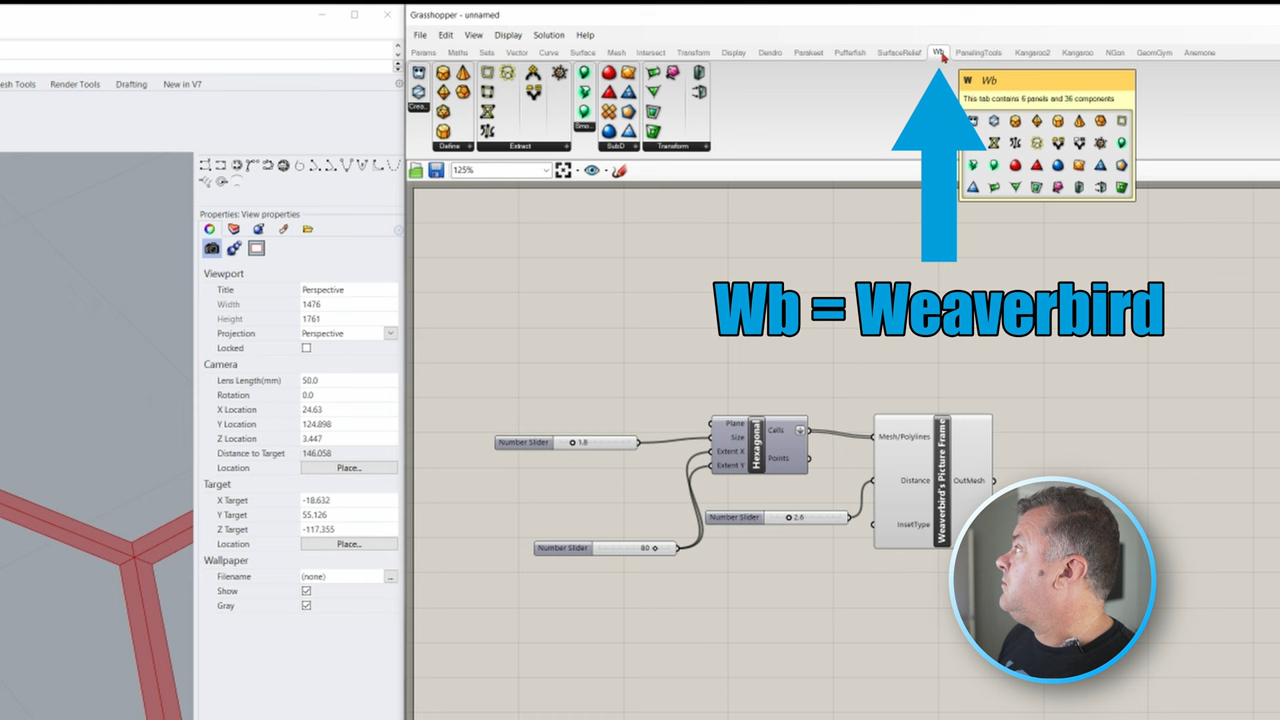 Grasshopper - unnamed
File Edit View Display Solution Help
Params Maths Sets Vector Curve Surface Mesh Intersect Transform Display Dendro Parakeet Pufferfish SurfaceRelief Wb PanelingTools Kangaroo2 Kangaroo NGon GeomGym Anemone
esh Tools Render Tools Drafting New in V7
W Wb
This tab contains 6 panels and 36 components
Crea...
Smo...
Define Extract SubD Transform
125%
Wb = Weaverbird
Properties: View properties
Viewport
Title Perspective
Width 1476
Height 1761
Projection Perspective
Locked
Camera
Lens Length(mm) 50.0
Rotation 0.0
X Location 24.63
Y Location 124.898
Z Location 3.447
Distance to Target 146.058
Location Place...
Target
X Target -18.632
Y Target 55.126
Z Target -117.355
Location Place...
Wallpaper
Filename (none) ...
Show
Gray
Number Slider 1.8
Plane
Size
Extent X
Extent Y
Hexagonal
Cells
Points
Number Slider 2.6
Number Slider 80
Mesh/Polylines
Distance
InsetType
Weaverbird's Picture Frame
OutMesh